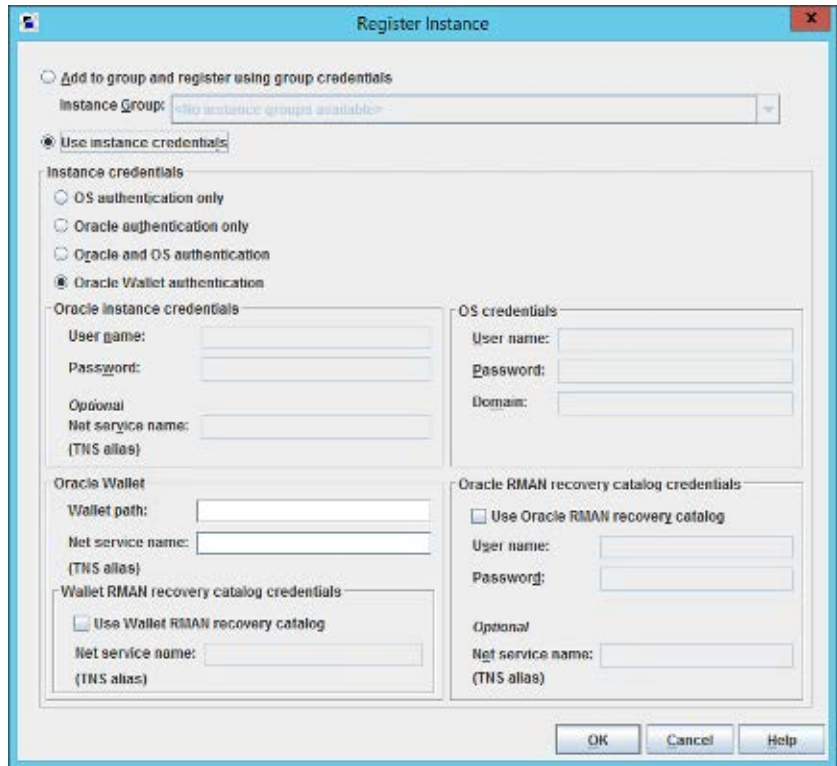 Register Instance
x
Add to group and register using group credentials
Instance Group: <No instance groups available>
Use instance credentials
Instance credentials
OS authentication only
Oracle authentication only
Oracle and OS authentication
Oracle Wallet authentication
Oracle instance credentials
User name:
Password:
Optional
Net service name:
(TNS alias)
OS credentials
User name:
Password:
Domain:
Oracle Wallet
Wallet path:
Net service name:
(TNS alias)
Wallet RMAN recovery catalog credentials
Use Wallet RMAN recovery catalog
Net service name:
(TNS alias)
Oracle RMAN recovery catalog credentials
Use Oracle RMAN recovery catalog
User name:
Password:
Optional
Net service name:
(TNS alias)
OK Cancel Help